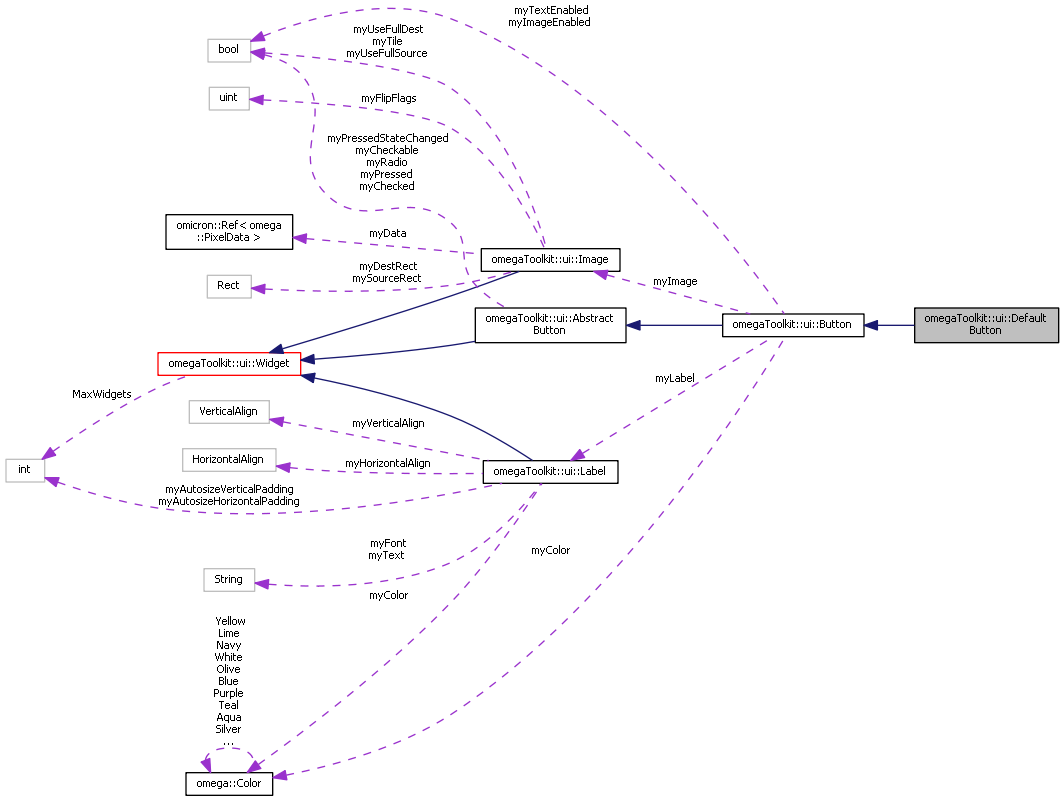 myTextEnabled
myImageEnabled
myUseFullDest
myTile
myUseFullSource
bool
uint
myFlipFlags
myPressedStateChanged
myCheckable
myRadio
myPressed
myChecked
omicron::Ref< omega
::PixelData >
myData
omegaToolkit::ui::Image
Rect
myDestRect
mySourceRect
myImage
omegaToolkit::ui::Abstract
Button
omegaToolkit::ui::Button
omegaToolkit::ui::Default
Button
omegaToolkit::ui::Widget
MaxWidgets
myLabel
VerticalAlign
myVerticalAlign
HorizontalAlign
myHorizontalAlign
int
omegaToolkit::ui::Label
myAutosizeVerticalPadding
myAutosizeHorizontalPadding
myFont
myText
myColor
String
myColor
Yellow
Lime
Navy
White
Olive
Blue
Purple
Teal
Aqua
Silver
...
omega::Color